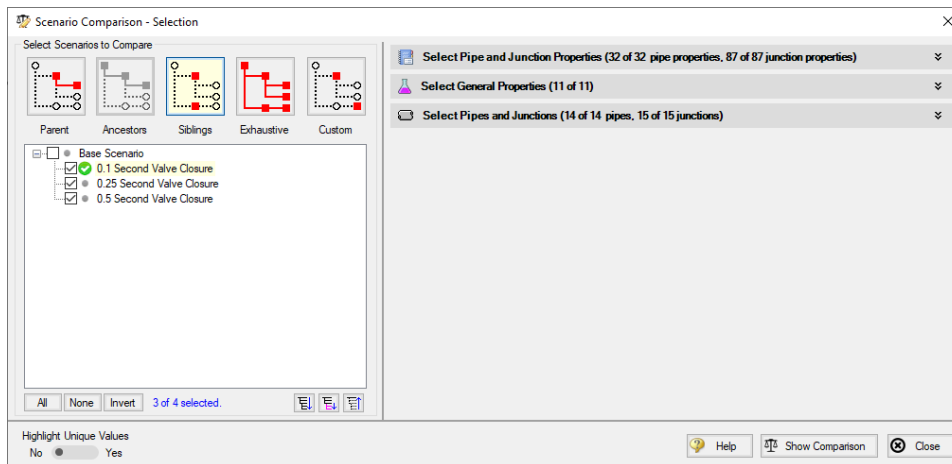 Scenario Comparison - Selection
Select Scenarios to Compare
Parent Ancestors Siblings Exhaustive Custom
Base Scenario
0.1 Second Valve Closure
0.25 Second Valve Closure
0.5 Second Valve Closure
All None Invert 3 of 4 selected.
Select Pipe and Junction Properties (32 of 32 pipe properties, 87 of 87 junction properties)
Select General Properties (11 of 11)
Select Pipes and Junctions (14 of 14 pipes, 15 of 15 junctions)
Highlight Unique Values
No Yes
Help Show Comparison Close